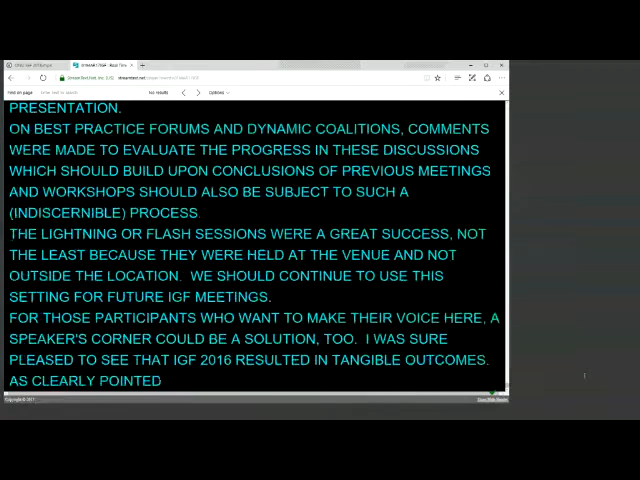 Find on page
Enter text to search
No results
Options
PRESENTATION.
ON BEST PRACTICE FORUMS AND DYNAMIC COALITIONS, COMMENTS
WERE MADE TO EVALUATE THE PROGRESS IN THESE DISCUSSIONS
WHICH SHOULD BUILD UPON CONCLUSIONS OF PREVIOUS MEETINGS
AND WORKSHOPS SHOULD ALSO BE SUBJECT TO SUCH A
(INDISCERNIBLE) PROCESS.
THE LIGHTNING OR FLASH SESSIONS WERE A GREAT SUCCESS, NOT
THE LEAST BECAUSE THEY WERE HELD AT THE VENUE AND NOT
OUTSIDE THE LOCATION.  WE SHOULD CONTINUE TO USE THIS
SETTING FOR FUTURE IGF MEETINGS.
FOR THOSE PARTICIPANTS WHO WANT TO MAKE THEIR VOICE HERE, A
SPEAKER'S CORNER COULD BE A SOLUTION, TOO.  I WAS SURE
PLEASED TO SEE THAT IGF 2016 RESULTED IN TANGIBLE OUTCOMES.
AS CLEARLY POINTED